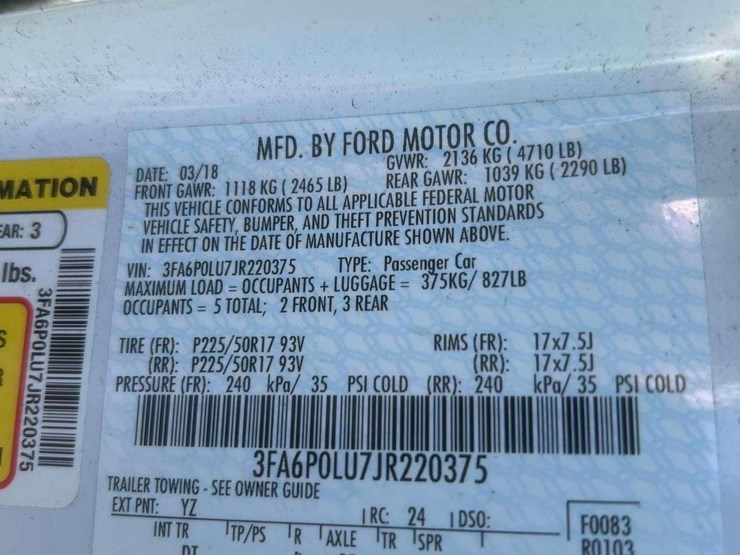 MFD. BY FORD MOTOR CO.
DATE: 03/18 GVWR: 2136 KG ( 4710 LB)
FRONT GAWR: 1118 KG ( 2465 LB) REAR GAWR: 1039 KG ( 2290 LB)
THIS VEHICLE CONFORMS TO ALL APPLICABLE FEDERAL MOTOR
VEHICLE SAFETY, BUMPER, AND THEFT PREVENTION STANDARDS
IN EFFECT ON THE DATE OF MANUFACTURE SHOWN ABOVE.
VIN: 3FA6P0LU7JR220375 TYPE: Passenger Car
MAXIMUM LOAD = OCCUPANTS + LUGGAGE = 375KG/ 827LB
OCCUPANTS = 5 TOTAL; 2 FRONT, 3 REAR
TIRE (FR): P225/50R17 93V RIMS (FR): 17x7.5J
(RR): P225/50R17 93V (RR): 17x7.5J
PRESSURE (FR): 240 kPa/ 35 PSI COLD (RR): 240 kPa/ 35 PSI COLD
3FA6P0LU7JR220375
TRAILER TOWING - SEE OWNER GUIDE
EXT PNT: YZ RC: 24 DSO: F0083
INT TR TP/PS R AXLE TR SPR R0103
MATION
EAR: 3
lbs.
3FA6P0LU7JR220375